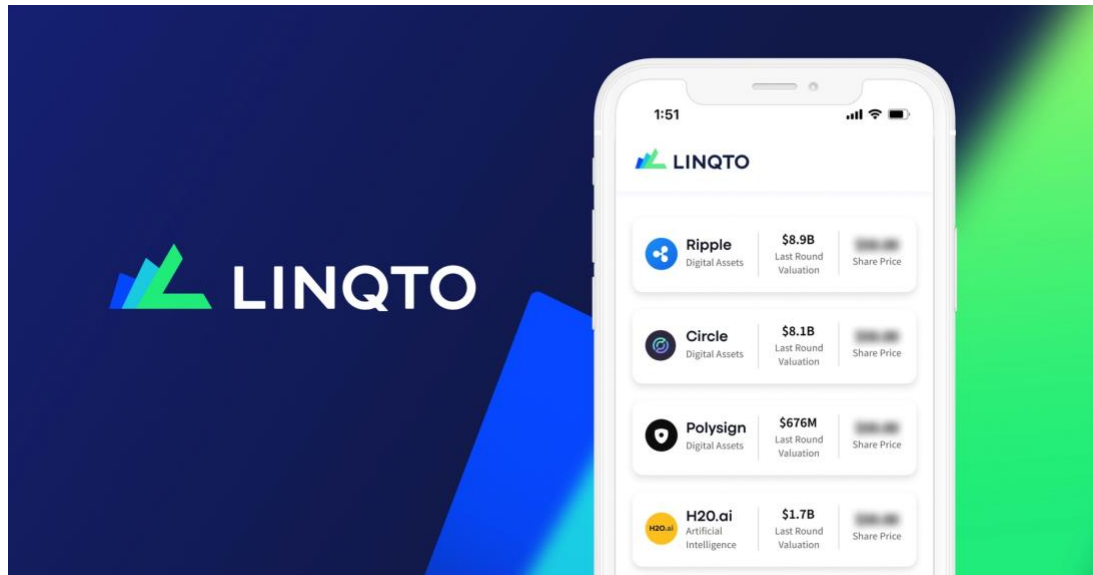 LINQTO
1:51
LINQTO
Ripple
Digital Assets
$8.9B
Last Round
Valuation
Share Price
Circle
Digital Assets
$8.1B
Last Round
Valuation
Share Price
Polysign
Digital Assets
$676M
Last Round
Valuation
Share Price
H2O.ai
H2O.ai
Artificial
Intelligence
$1.7B
Last Round
Valuation
Share Price